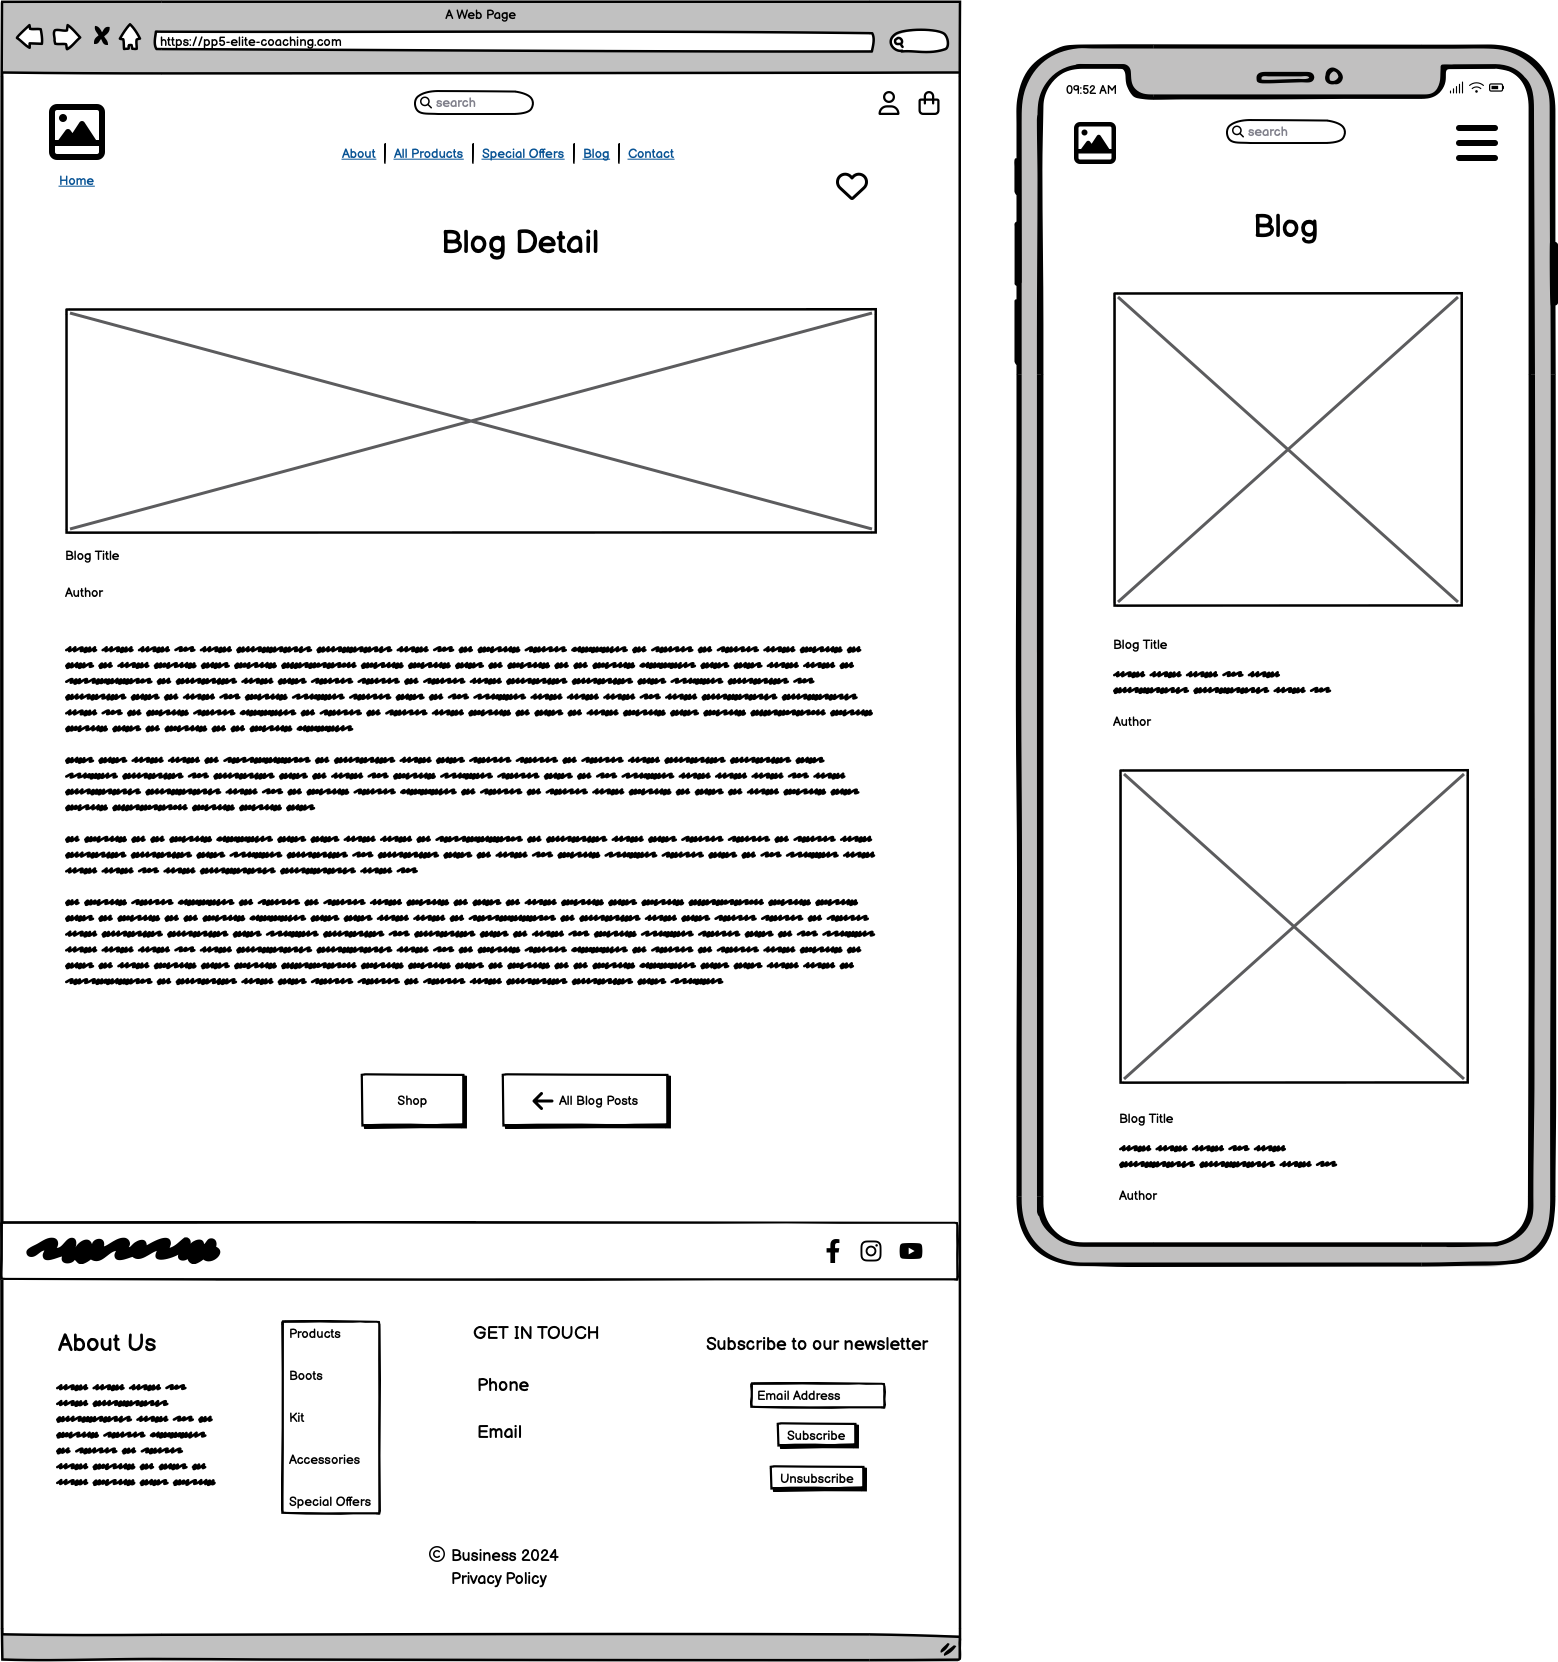 A Web Page
https://pp5-elite-coaching.com
search
About | All Products | Special Offers | Blog | Contact
Home
Blog Detail
Blog Title
Author
Shop
All Blog Posts
About Us
Products
Boots
Kit
Accessories
Special Offers
GET IN TOUCH
Phone
Email
Subscribe to our newsletter
Email Address
Subscribe
Unsubscribe
© Business 2024
Privacy Policy
09:52 AM
search
Blog
Blog Title
Author
Blog Title
Author